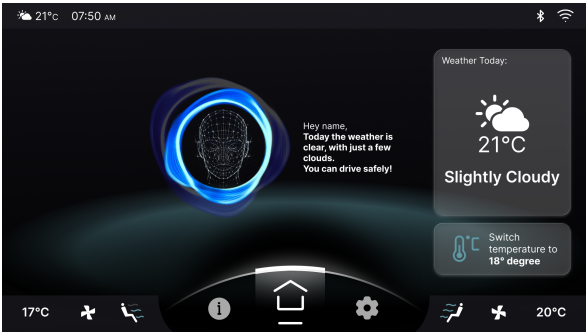 21°C 07:50 AM
Weather Today:
21°C
Slightly Cloudy
Hey name,
Today the weather is
clear, with just a few
clouds.
You can drive safely!
°C
Switch
temperature to
18° degree
17°C
i
20°C